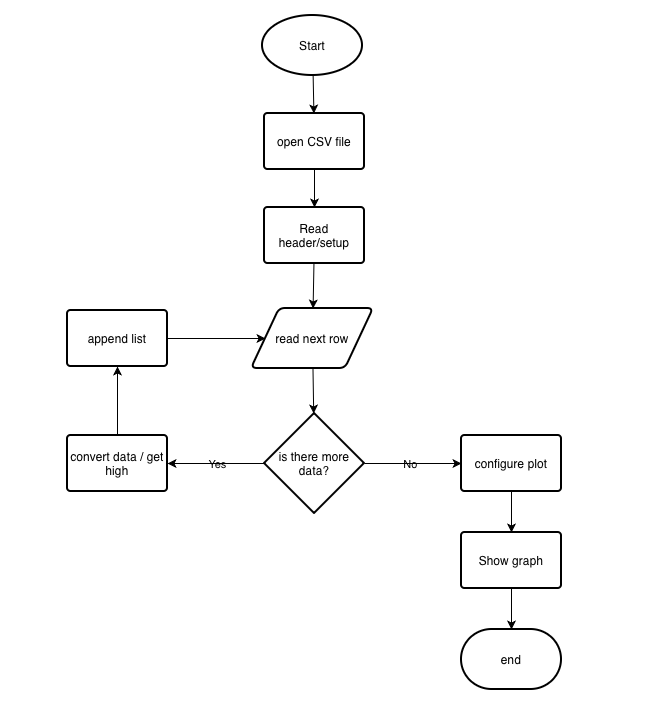 Start
open CSV file
Read
header/setup
append list
read next row
convert data / get
high
Yes
is there more
data?
No
configure plot
Show graph
end